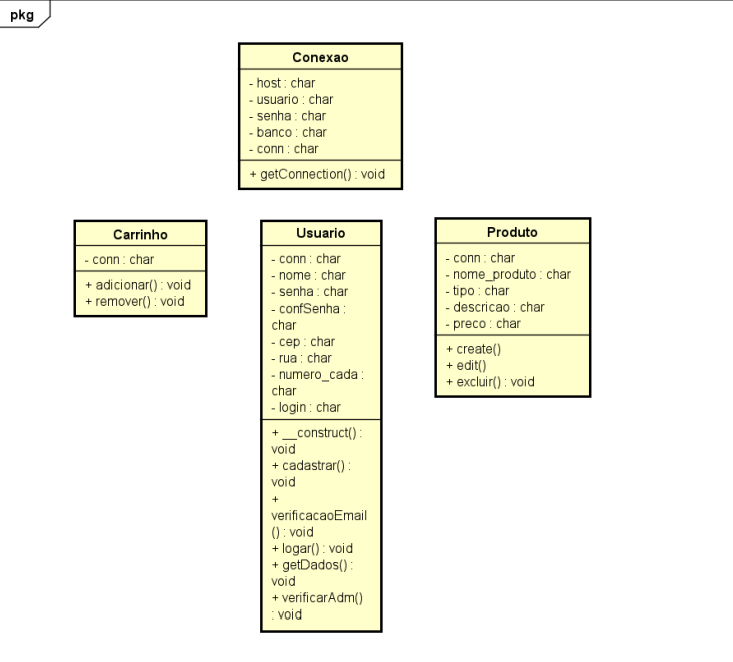 pkg
Conexao
- host : char
- usuario : char
- senha : char
- banco : char
- conn : char
+ getConnection() : void
Carrinho
- conn : char
+ adicionar() : void
+ remover() : void
Usuario
- conn : char
- nome : char
- senha : char
- confSenha :
char
- cep : char
- rua : char
- numero_cada :
char
- login : char
+ __construct() :
void
+ cadastrar() :
void
+
verificacaoEmail
() : void
+ logar() : void
+ getDados() :
void
+ verificarAdm()
: void
Produto
- conn : char
- nome_produto : char
- tipo : char
- descricao : char
- preco : char
+ create()
+ edit()
+ excluir() : void